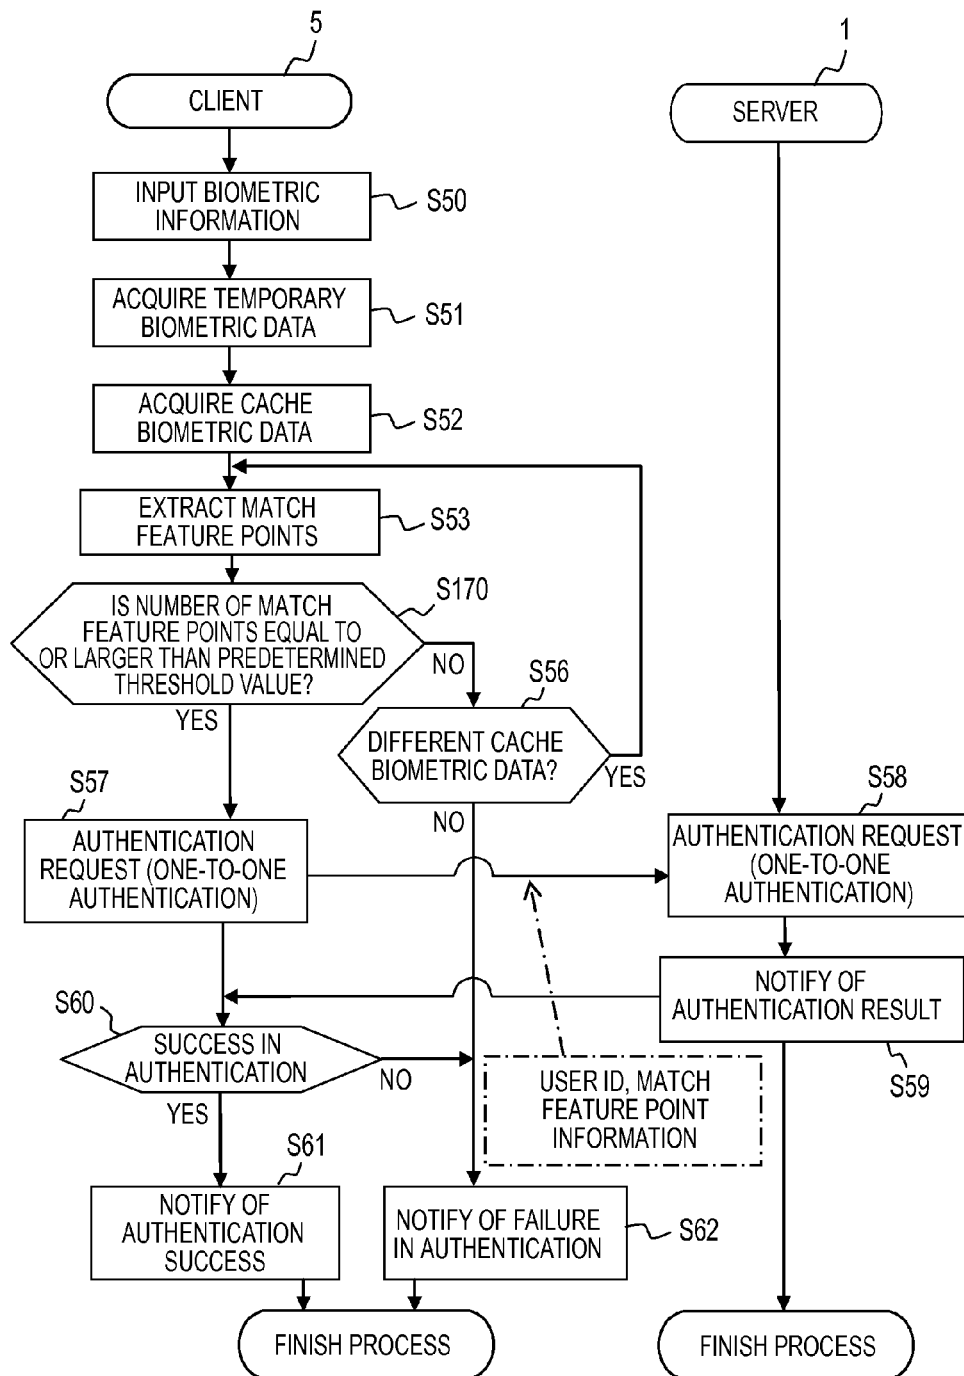 5
CLIENT
1
SERVER
INPUT BIOMETRIC
INFORMATION
S50
ACQUIRE TEMPORARY
BIOMETRIC DATA
S51
ACQUIRE CACHE
BIOMETRIC DATA
S52
EXTRACT MATCH
FEATURE POINTS
S53
IS NUMBER OF MATCH
FEATURE POINTS EQUAL TO
OR LARGER THAN PREDETERMINED
THRESHOLD VALUE?
S170
NO
YES
S56
DIFFERENT CACHE
BIOMETRIC DATA?
YES
NO
S57
AUTHENTICATION
REQUEST (ONE-TO-ONE
AUTHENTICATION)
S58
AUTHENTICATION REQUEST
(ONE-TO-ONE
AUTHENTICATION)
NOTIFY OF
AUTHENTICATION RESULT
S59
S60
SUCCESS IN
AUTHENTICATION
NO
YES
USER ID, MATCH
FEATURE POINT
INFORMATION
S61
NOTIFY OF
AUTHENTICATION
SUCCESS
NOTIFY OF FAILURE
IN AUTHENTICATION
S62
FINISH PROCESS
FINISH PROCESS